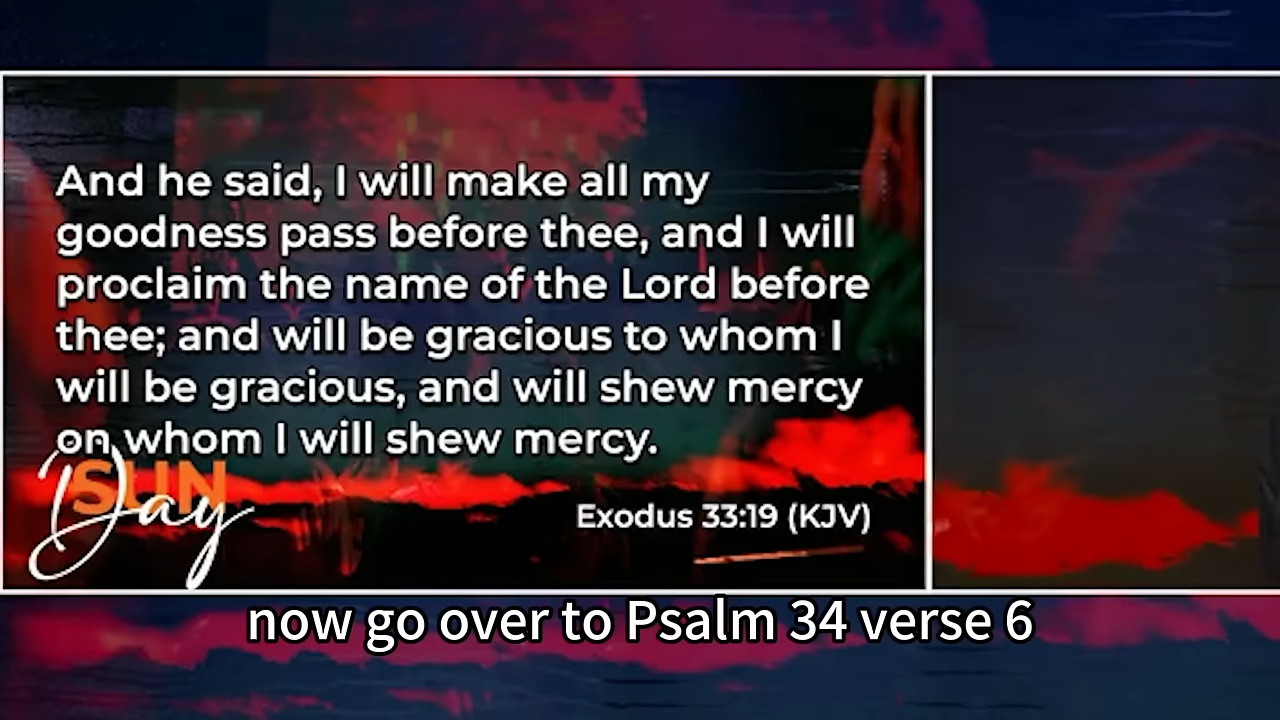 And he said, I will make all my
goodness pass before thee, and I will
proclaim the name of the Lord before
thee; and will be gracious to whom I
will be gracious, and will shew mercy
on whom I will shew mercy.
SUN
Day
Exodus 33:19 (KJV)
now go over to Psalm 34 verse 6